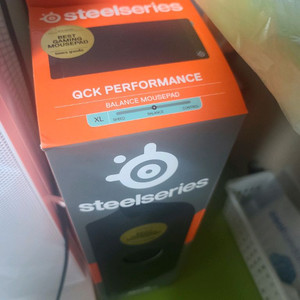 steelseries
BEST
GAMING
MOUSEPAD
QCK PERFORMANCE
BALANCE MOUSEPAD
XL
SPEED
BALANCE
CONTROL
steelseries